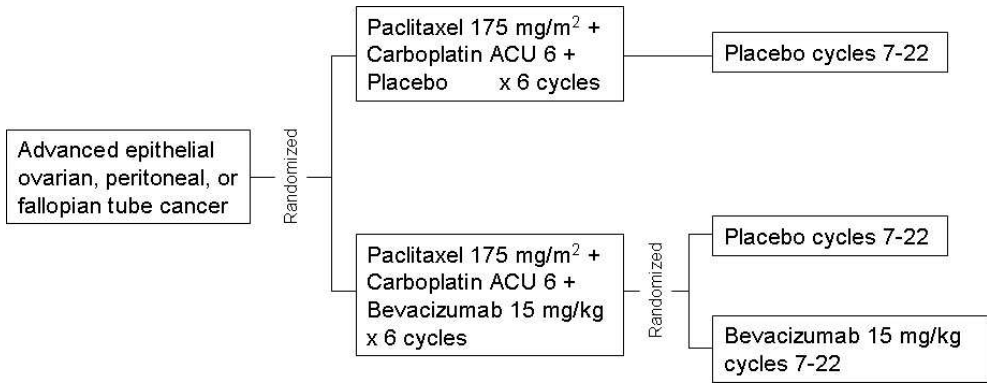 Advanced epithelial
ovarian, peritoneal, or
fallopian tube cancer
Randomized
Paclitaxel 175 mg/m² +
Carboplatin ACU 6 +
Placebo x 6 cycles
Placebo cycles 7-22
Paclitaxel 175 mg/m² +
Carboplatin ACU 6 +
Bevacizumab 15 mg/kg
x 6 cycles
Randomized
Placebo cycles 7-22
Bevacizumab 15 mg/kg
cycles 7-22